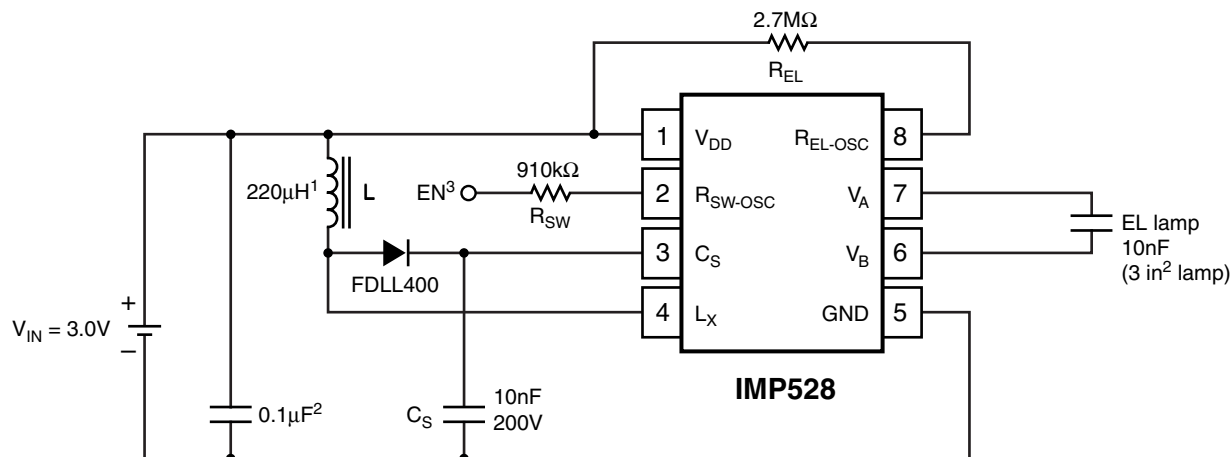 2.7MΩ
R_EL
1 V_DD
R_EL-OSC 8
220μH¹ L
EN³
910kΩ
R_SW
2 R_SW-OSC
V_A 7
3 C_S
V_B 6
EL lamp
10nF
(3 in² lamp)
FDLL400
4 L_X
GND 5
+
V_IN = 3.0V
–
IMP528
0.1μF²
C_S
10nF
200V